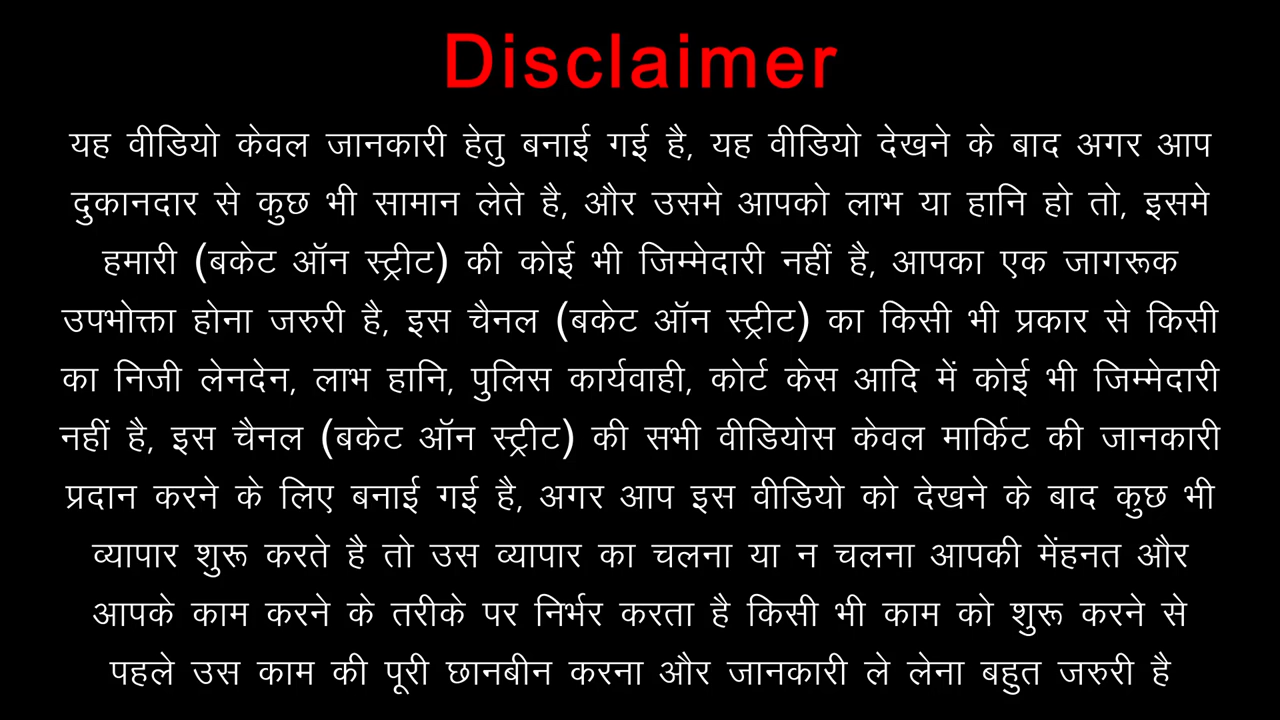 Disclaimer
यह वीडियो केवल जानकारी हेतु बनाई गई है, यह वीडियो देखने के बाद अगर आप
दुकानदार से कुछ भी सामान लेते है, और उसमे आपको लाभ या हानि हो तो, इसमे
हमारी (बकेट ऑन स्ट्रीट) की कोई भी जिम्मेदारी नहीं है, आपका एक जागरूक
उपभोक्ता होना जरुरी है, इस चैनल (बकेट ऑन स्ट्रीट) का किसी भी प्रकार से किसी
का निजी लेनदेन, लाभ हानि, पुलिस कार्यवाही, कोर्ट केस आदि में कोई भी जिम्मेदारी
नहीं है, इस चैनल (बकेट ऑन स्ट्रीट) की सभी वीडियोस केवल मार्किट की जानकारी
प्रदान करने के लिए बनाई गई है, अगर आप इस वीडियो को देखने के बाद कुछ भी
व्यापार शुरू करते है तो उस व्यापार का चलना या न चलना आपकी मेंहनत और
आपके काम करने के तरीके पर निर्भर करता है किसी भी काम को शुरू करने से
पहले उस काम की पूरी छानबीन करना और जानकारी ले लेना बहुत जरुरी है